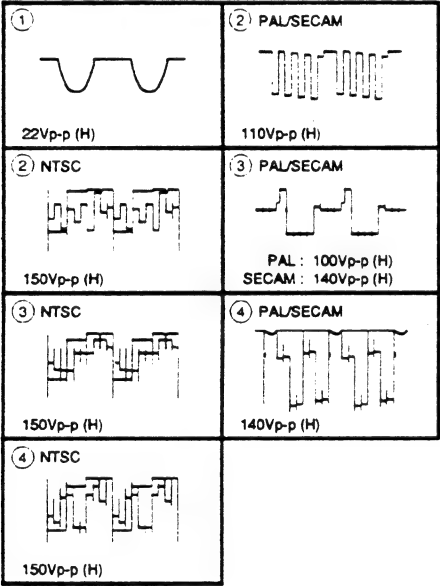 ① 
22Vp-p (H)
② PAL/SECAM
110Vp-p (H)
② NTSC
150Vp-p (H)
③ PAL/SECAM
PAL : 100Vp-p (H)
SECAM : 140Vp-p (H)
③ NTSC
150Vp-p (H)
④ PAL/SECAM
140Vp-p (H)
④ NTSC
150Vp-p (H)